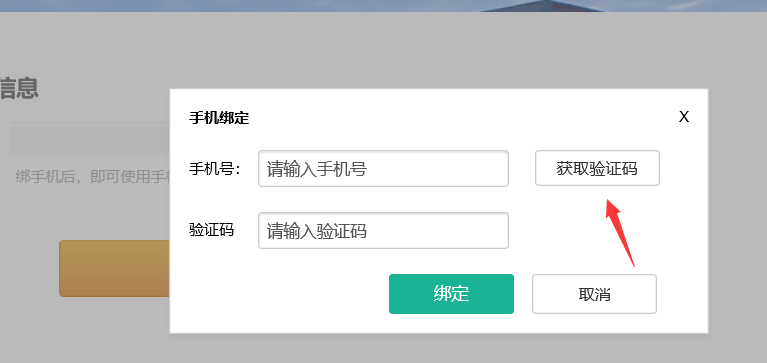 信息
手机绑定 X
手机号： 请输入手机号 获取验证码
绑手机后，即可使用手机
验证码 请输入验证码
绑定 取消